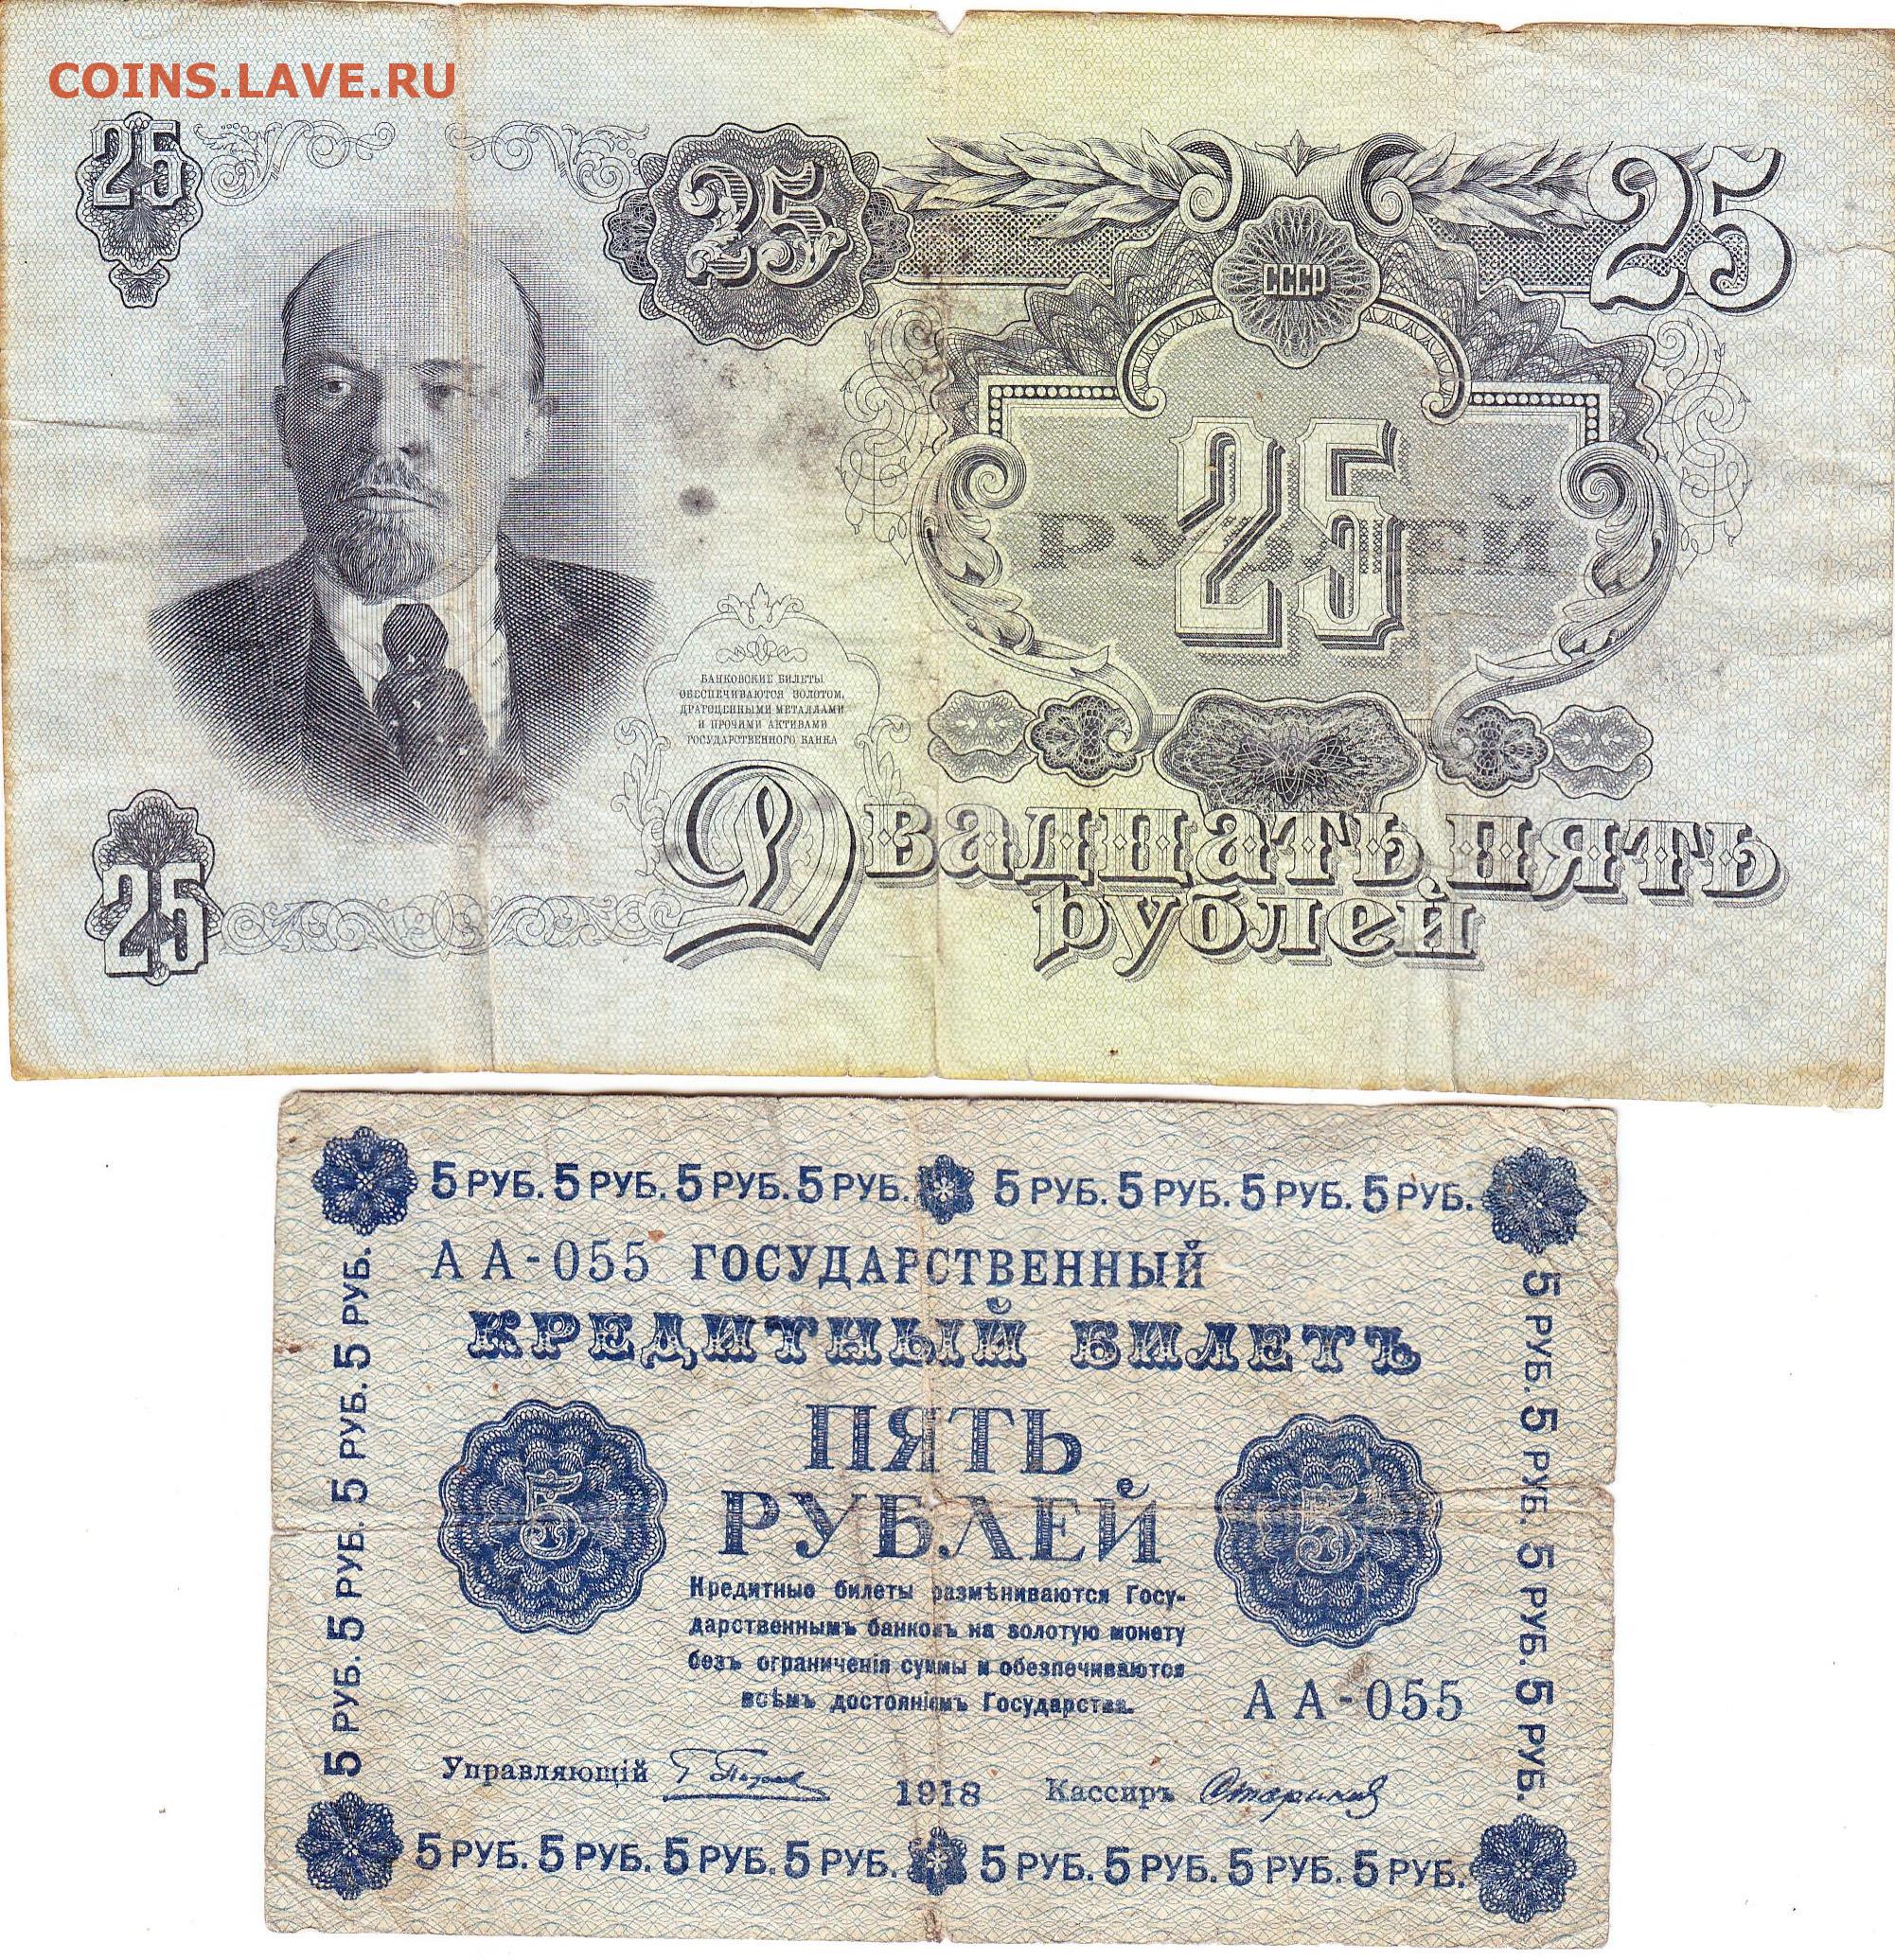 COINS.LAVE.RU
25
25
25
СССР
25
РУБЛЕЙ
БАНКОВСКИЕ БИЛЕТЫ
ОБЕСПЕЧИВАЮТСЯ ЗОЛОТОМ,
ДРАГОЦЕННЫМИ МЕТАЛЛАМИ
И ПРОЧИМИ АКТИВАМИ
ГОСУДАРСТВЕННОГО БАНКА
Двадцать пять
рублей
25
5 РУБ. 5 РУБ. 5 РУБ. 5 РУБ. 5 РУБ. 5 РУБ. 5 РУБ. 5 РУБ.
АА-055 ГОСУДАРСТВЕННЫЙ
КРЕДИТНЫЙ БИЛЕТЪ
ПЯТЬ
РУБЛЕЙ
5
5
Кредитные билеты размѣниваются Госу-
дарственнымъ банкомъ на золотую монету
безъ ограниченія суммы и обезпечиваются
всѣмъ достояніемъ Государства.
АА-055
Управляющій
1918
Кассиръ
5 РУБ. 5 РУБ. 5 РУБ. 5 РУБ. 5 РУБ. 5 РУБ. 5 РУБ. 5 РУБ.
5 РУБ. 5 РУБ. 5 РУБ. 5 РУБ. 5 РУБ.
5 РУБ. 5 РУБ. 5 РУБ. 5 РУБ.